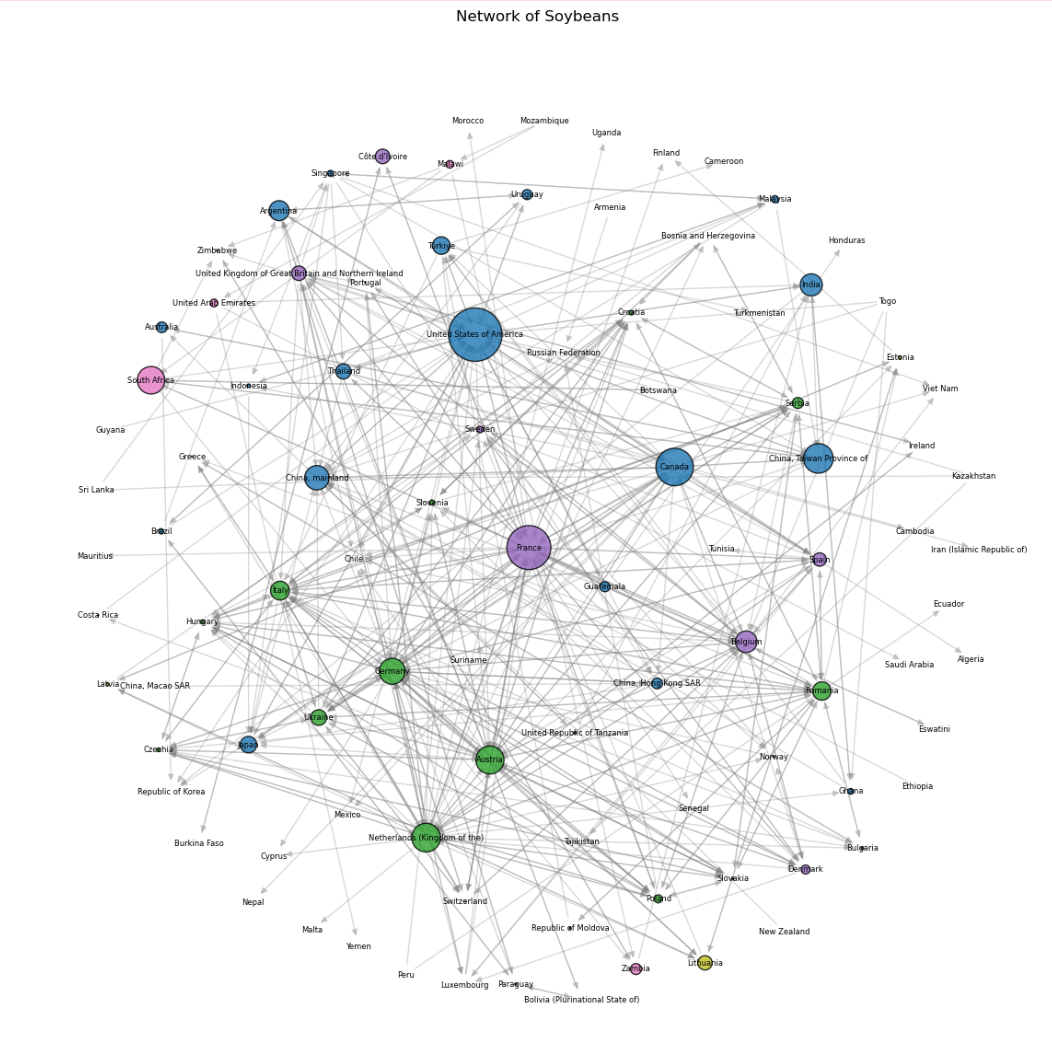 Network of Soybeans
Morocco
Mozambique
Uganda
Finland
Cameroon
Côte d'Ivoire
Malawi
Singapore
Uruguay
Malaysia
Armenia
Argentina
Bosnia and Herzegovina
Honduras
Türkiye
Zimbabwe
United Kingdom of Great Britain and Northern Ireland
Portugal
India
United Arab Emirates
Togo
Croatia
Turkmenistan
Australia
United States of America
Russian Federation
Estonia
Thailand
South Africa
Indonesia
Viet Nam
Botswana
Serbia
Guyana
Sweden
Ireland
Greece
China, Taiwan Province of
Canada
Kazakhstan
China, mainland
Sri Lanka
Slovenia
Brazil
Cambodia
France
Tunisia
Iran (Islamic Republic of)
Mauritius
Chile
Spain
Guatemala
Italy
Ecuador
Costa Rica
Hungary
Belgium
Suriname
Algeria
Saudi Arabia
Germany
Latvia
China, Macao SAR
China, Hong Kong SAR
Romania
Ukraine
Eswatini
United Republic of Tanzania
Japan
Czechia
Austria
Norway
Ethiopia
Republic of Korea
Ghana
Senegal
Mexico
Netherlands (Kingdom of the)
Tajikistan
Burkina Faso
Bulgaria
Cyprus
Denmark
Slovakia
Nepal
Switzerland
Poland
Malta
Republic of Moldova
New Zealand
Yemen
Lithuania
Zambia
Peru
Luxembourg
Paraguay
Bolivia (Plurinational State of)